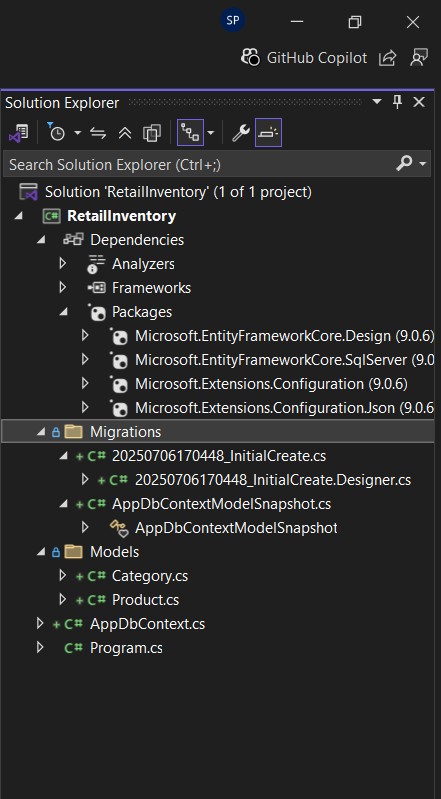 SP
GitHub Copilot
Solution Explorer
Search Solution Explorer (Ctrl+;)
Solution 'RetailInventory' (1 of 1 project)
C# RetailInventory
Dependencies
Analyzers
Frameworks
Packages
Microsoft.EntityFrameworkCore.Design (9.0.6)
Microsoft.EntityFrameworkCore.SqlServer (9.0
Microsoft.Extensions.Configuration (9.0.6)
Microsoft.Extensions.Configuration.Json (9.0.6
Migrations
+ C# 20250706170448_InitialCreate.cs
+ C# 20250706170448_InitialCreate.Designer.cs
+ C# AppDbContextModelSnapshot.cs
AppDbContextModelSnapshot
Models
+ C# Category.cs
+ C# Product.cs
+ C# AppDbContext.cs
C# Program.cs